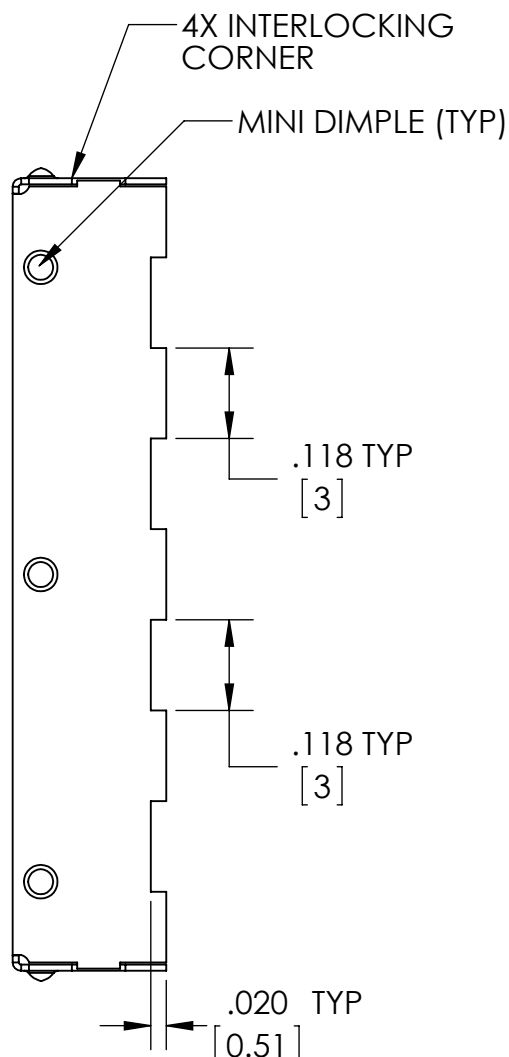 4X INTERLOCKING
CORNER
MINI DIMPLE (TYP)
.118 TYP
[3]
.118 TYP
[3]
.020 TYP
[0.51]